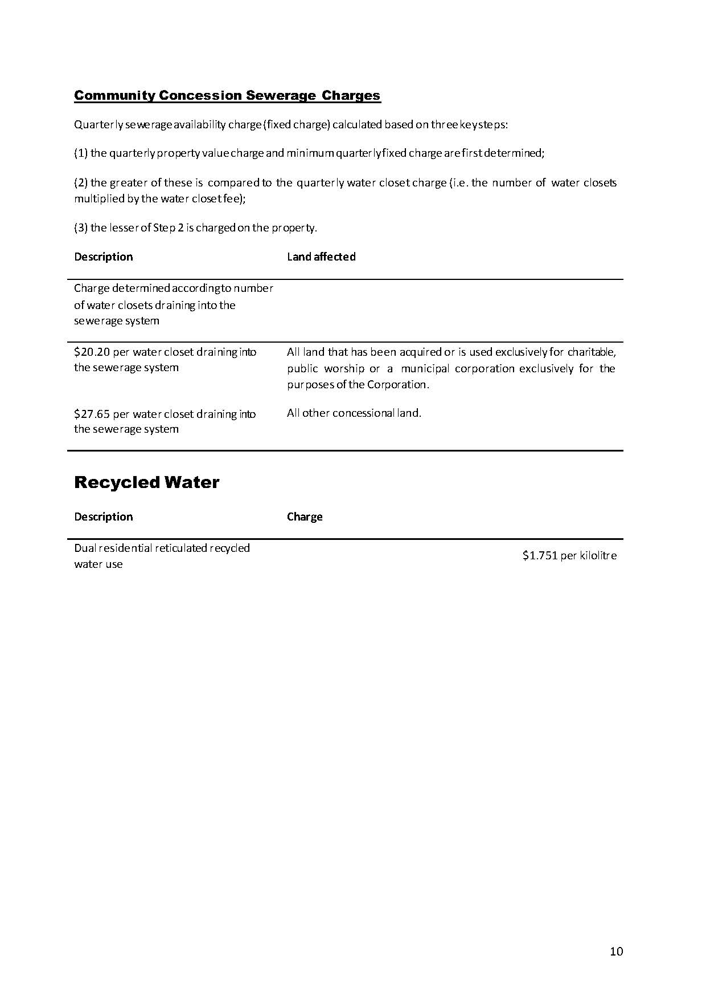 Community Concession Sewerage Charges
Quarterly sewerage availability charge (fixed charge) calculated based on three key steps:
(1) the quarterly property value charge and minimum quarterly fixed charge are first determined;
(2) the greater of these is compared to the quarterly water closet charge (i.e. the number of water closets
multiplied by the water closet fee);
(3) the lesser of Step 2 is charged on the property.
Description Land affected
Charge determined according to number
of water closets draining into the
sewerage system
$20.20 per water closet draining into All land that has been acquired or is used exclusively for charitable,
the sewerage system public worship or a municipal corporation exclusively for the
purposes of the Corporation.
$27.65 per water closet draining into All other concessional land.
the sewerage system
Recycled Water
Description Charge
Dual residential reticulated recycled
$1.751 per kilolitre
water use
10